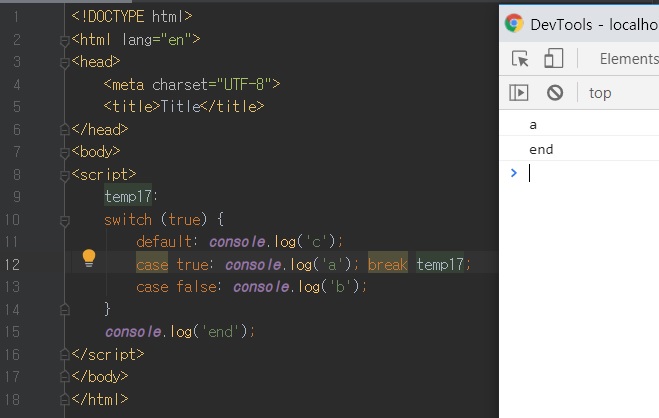 1 <!DOCTYPE html>
2 <html lang="en">
3 <head>
4 <meta charset="UTF-8">
5 <title>Title</title>
6 </head>
7 <body>
8 <script>
9 temp17:
10 switch (true) {
11 default: console.log('c');
12 case true: console.log('a'); break temp17;
13 case false: console.log('b');
14 }
15 console.log('end');
16 </script>
17 </body>
18 </html>
DevTools - localho
Elements
top
a
end
>